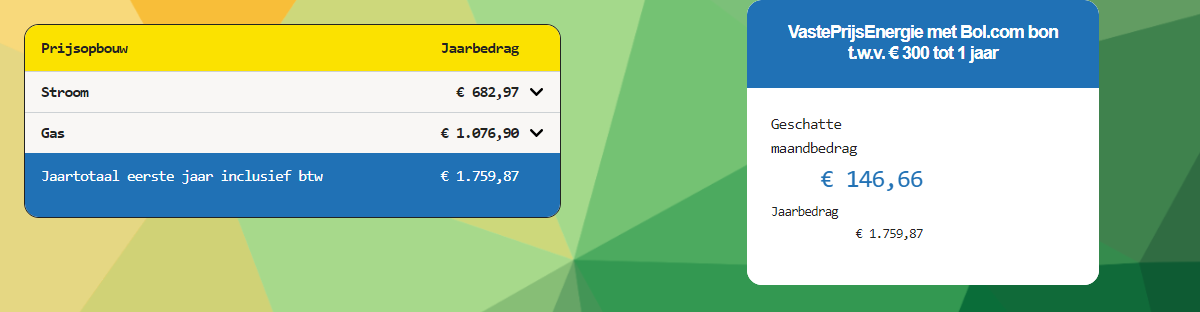 Prijsopbouw Jaarbedrag
Stroom € 682,97
Gas € 1.076,90
Jaartotaal eerste jaar inclusief btw € 1.759,87
VastePrijsEnergie met Bol.com bon
t.w.v. € 300 tot 1 jaar
Geschatte
maandbedrag
€ 146,66
Jaarbedrag
€ 1.759,87